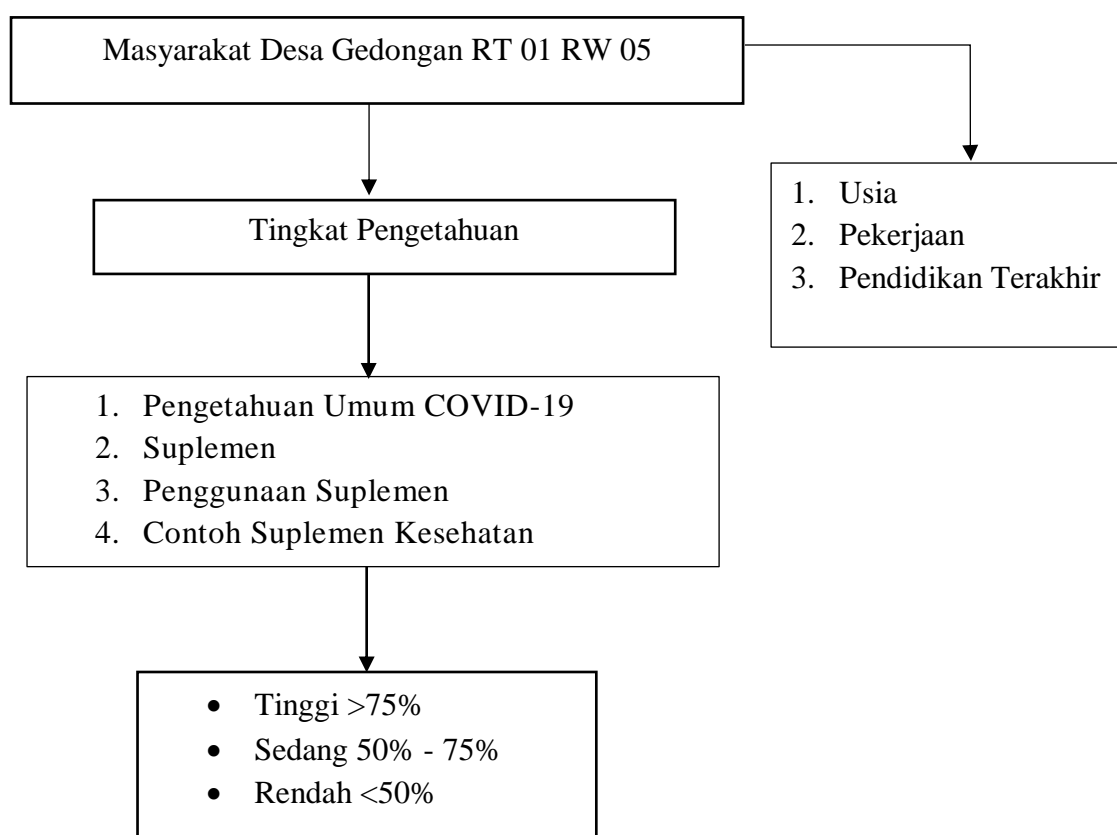 Masyarakat Desa Gedongan RT 01 RW 05
1. Usia
2. Pekerjaan
3. Pendidikan Terakhir
Tingkat Pengetahuan
1. Pengetahuan Umum COVID-19
2. Suplemen
3. Penggunaan Suplemen
4. Contoh Suplemen Kesehatan
• Tinggi >75%
• Sedang 50% - 75%
• Rendah <50%